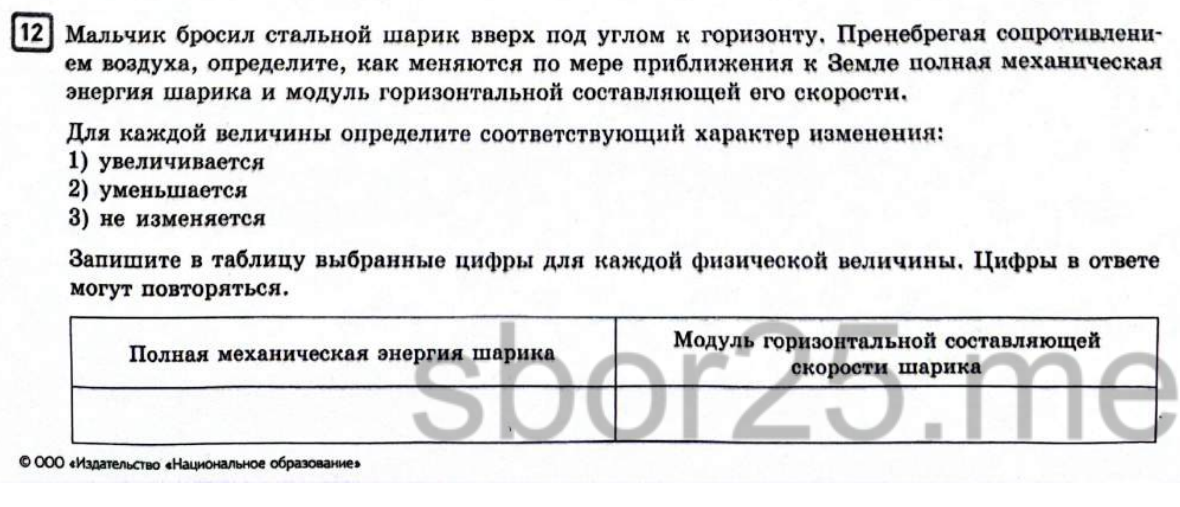 12 Мальчик бросил стальной шарик вверх под углом к горизонту. Пренебрегая сопротивлени-
ем воздуха, определите, как меняются по мере приближения к Земле полная механическая
энергия шарика и модуль горизонтальной составляющей его скорости.
Для каждой величины определите соответствующий характер изменения:
1) увеличивается
2) уменьшается
3) не изменяется
Запишите в таблицу выбранные цифры для каждой физической величины. Цифры в ответе
могут повторяться.
Полная механическая энергия шарика
Модуль горизонтальной составляющей
скорости шарика
sbor25.me
© ООО «Издательство «Национальное образование»